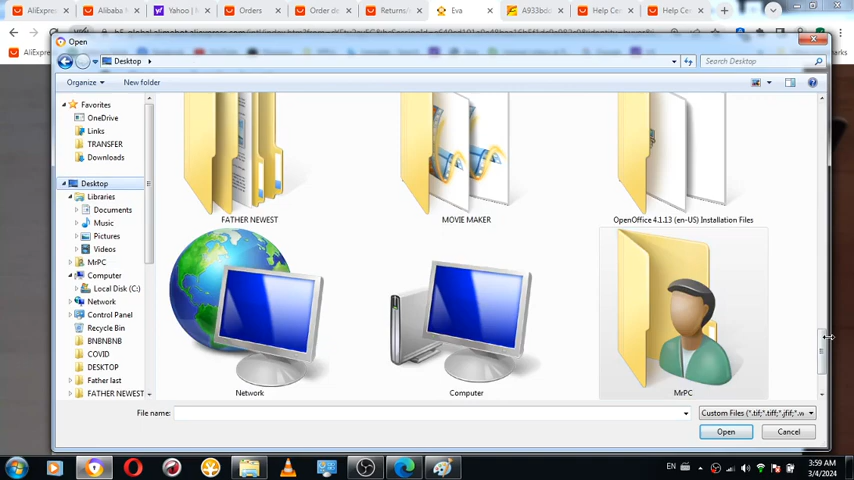 AliExpres
Alibaba
Yahoo | M
Orders
Order de
Returns/
Eva
A933bdc
Help Cen
Help Cen
AliExpre
Open
Desktop
Search Desktop
Organize
New folder
Favorites
OneDrive
Links
TRANSFER
Downloads
Desktop
Libraries
Documents
Music
Pictures
Videos
MrPC
Computer
Local Disk (C:)
Network
Control Panel
Recycle Bin
BNBNBNB
COVID
DESKTOP
Father last
FATHER NEWEST
FATHER NEWEST
MOVIE MAKER
OpenOffice 4.1.13 (en-US) Installation Files
Network
Computer
MrPC
File name:
Custom Files (*.tif;*.tiff;*.jfif;*.w
Open
Cancel
EN
3:59 AM
3/4/2024